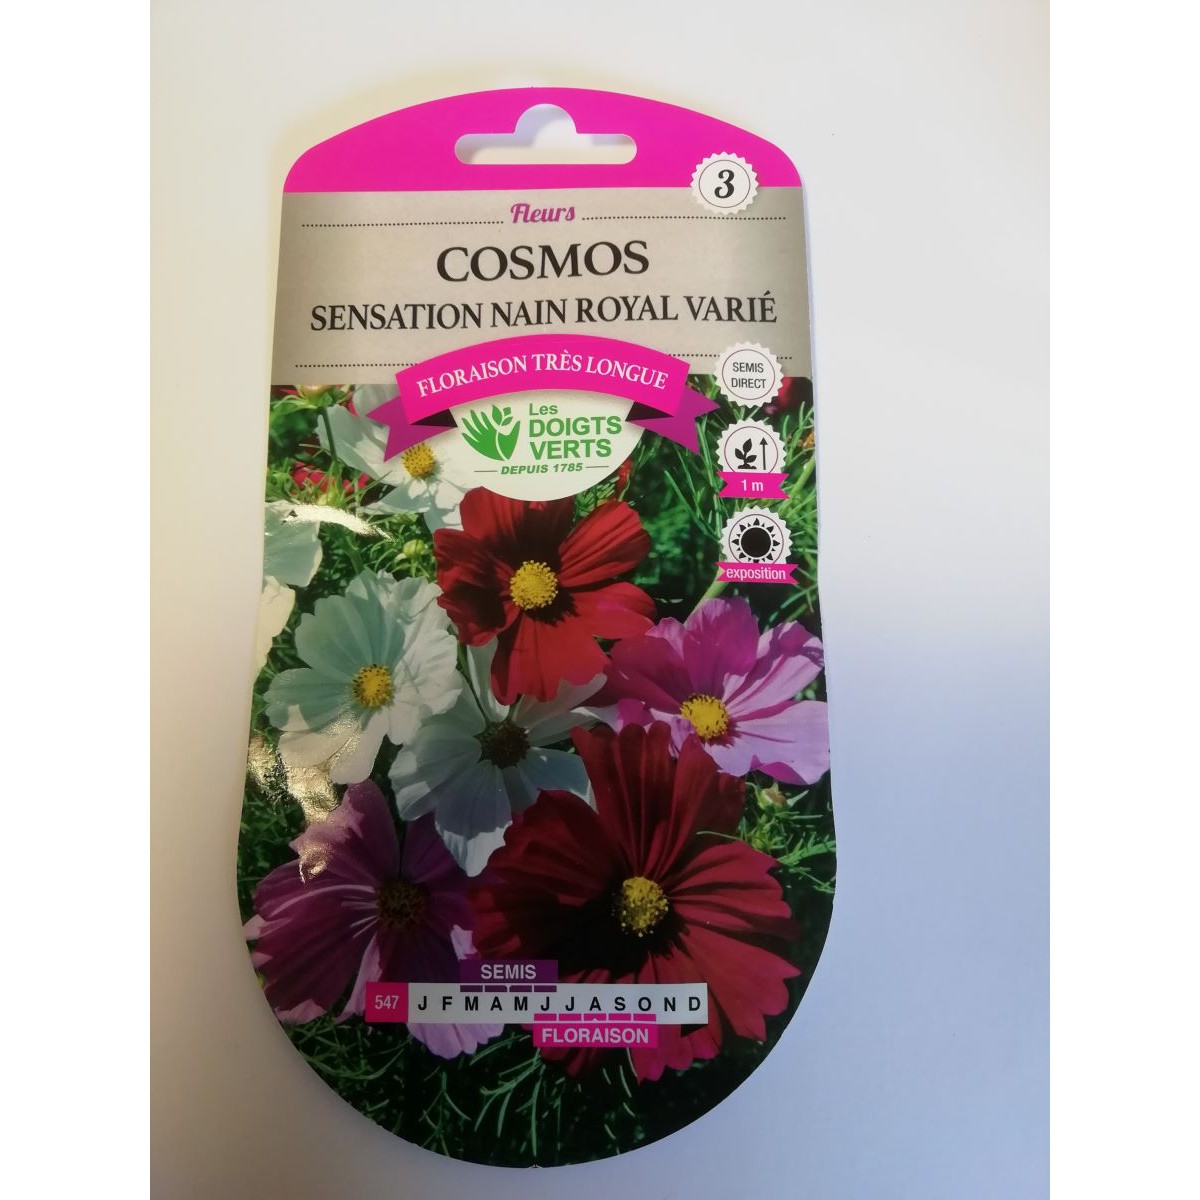 3
Fleurs
COSMOS
SENSATION NAIN ROYAL VARIÉ
FLORAISON TRÈS LONGUE
Les
DOIGTS
VERTS
DEPUIS 1785
SEMIS
DIRECT
1 m
exposition
SEMIS
547 J F M A M J J A S O N D
FLORAISON